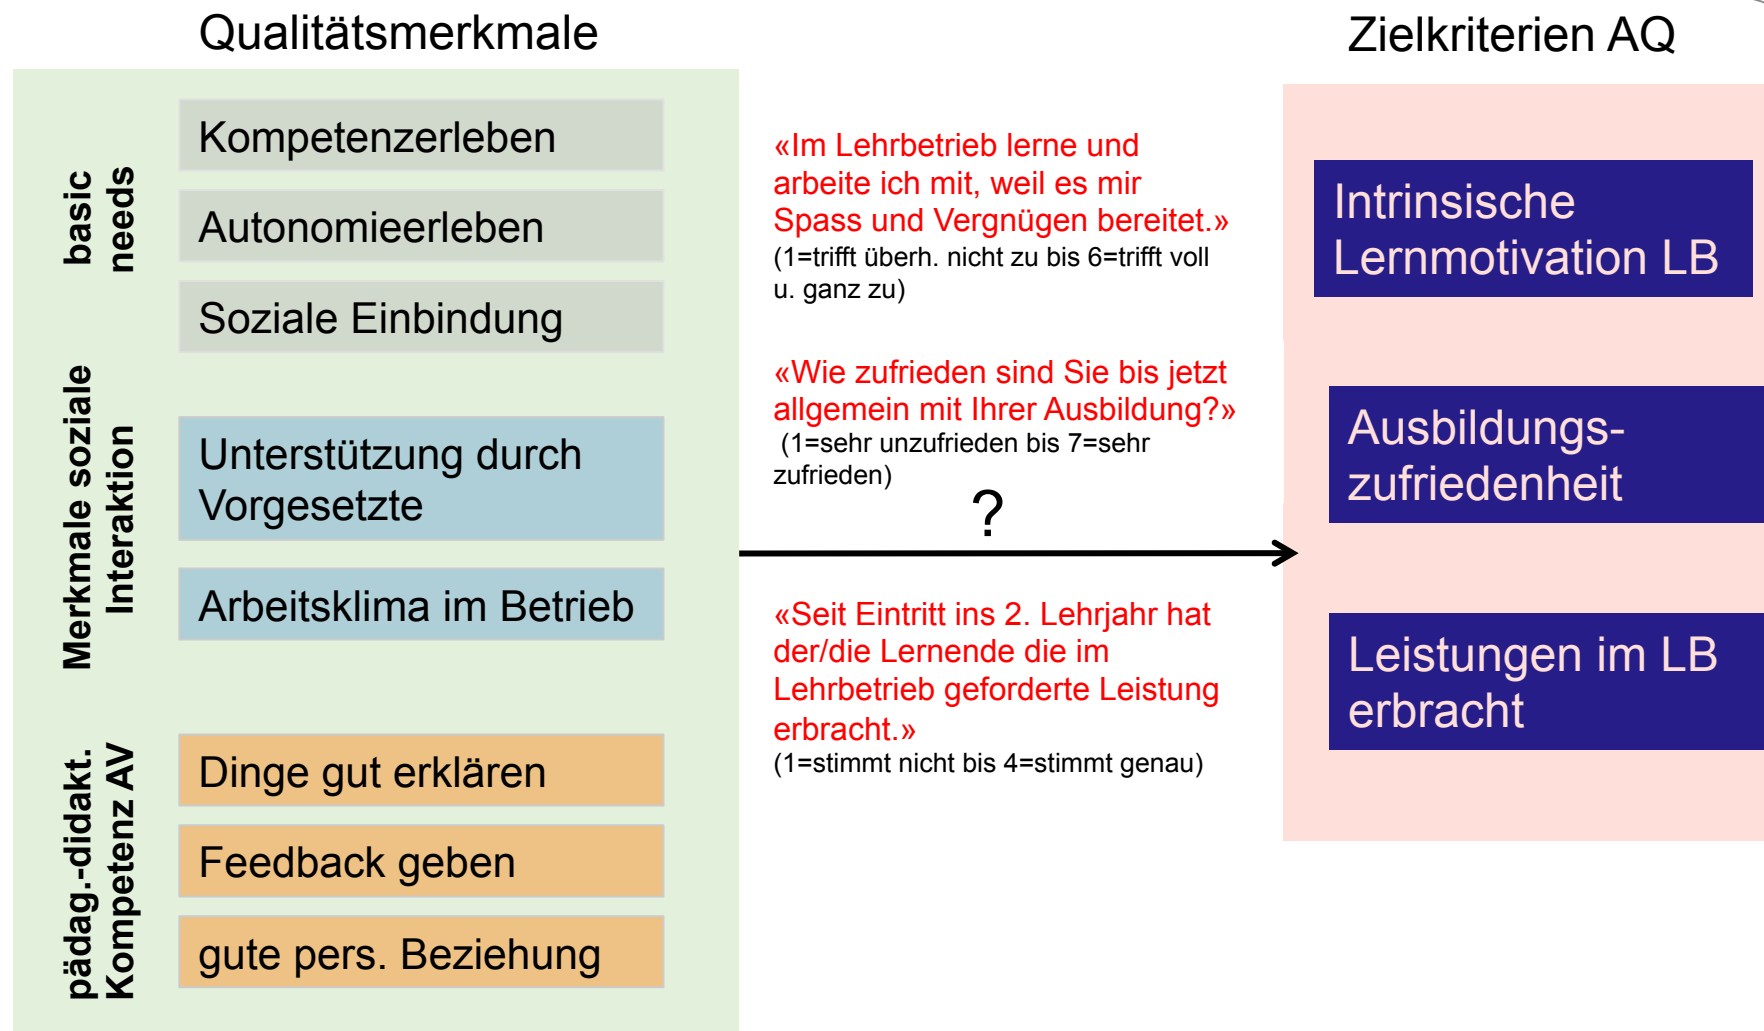 Qualitätsmerkmale
Zielkriterien AQ
basic
needs
Kompetenzerleben
Autonomieerleben
Soziale Einbindung
Merkmale soziale
Interaktion
Unterstützung durch
Vorgesetzte
Arbeitsklima im Betrieb
pädag.-didakt.
Kompetenz AV
Dinge gut erklären
Feedback geben
gute pers. Beziehung
«Im Lehrbetrieb lerne und
arbeite ich mit, weil es mir
Spass und Vergnügen bereitet.»
(1=trifft überh. nicht zu bis 6=trifft voll
u. ganz zu)
«Wie zufrieden sind Sie bis jetzt
allgemein mit Ihrer Ausbildung?»
(1=sehr unzufrieden bis 7=sehr
zufrieden)
?
«Seit Eintritt ins 2. Lehrjahr hat
der/die Lernende die im
Lehrbetrieb geforderte Leistung
erbracht.»
(1=stimmt nicht bis 4=stimmt genau)
Intrinsische
Lernmotivation LB
Ausbildungs-
zufriedenheit
Leistungen im LB
erbracht